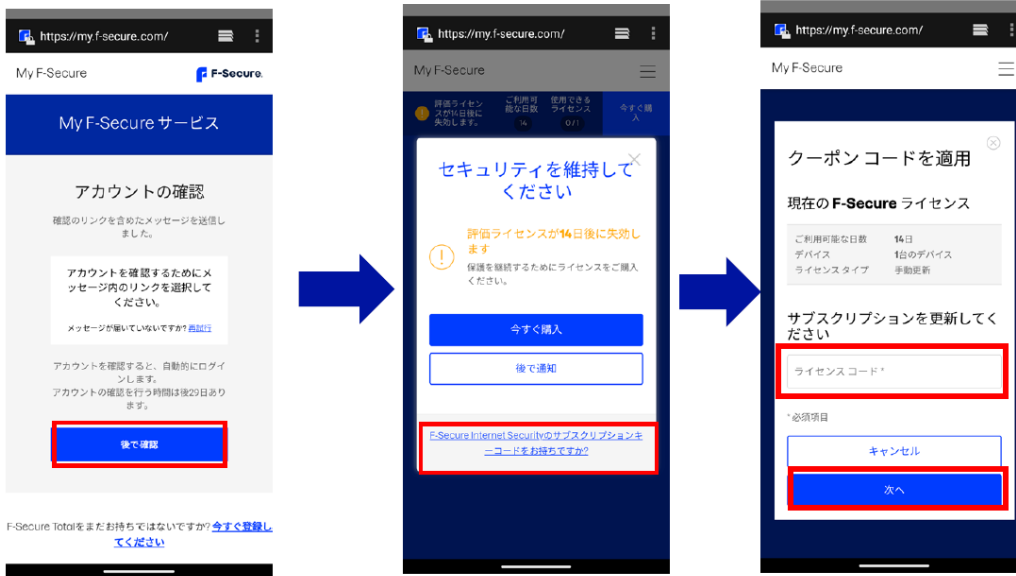 https://my.f-secure.com/
My F-Secure
F-Secure.
My F-Secure サービス
アカウントの確認
確認のリンクを含めたメッセージを送信し
ました。
アカウントを確認するためにメ
ッセージ内のリンクを選択して
ください。
メッセージが届いていないですか? 再試行
アカウントを確認すると、自動的にログイ
ンします。
アカウントの確認を行う時間は後29日あり
ます。
後で確認
F-Secure Totalをまだお持ちではないですか? 今すぐ登録し
てください
https://my.f-secure.com/
My F-Secure
評価ライセン
スが14日後に
失効します。
ご利用可
能な日数
14
使用できる
ライセンス
0/1
今すぐ購
入
セキュリティを維持して
ください
評価ライセンスが14日後に失効し
ます
保護を継続するためにライセンスをご購入
ください。
今すぐ購入
後で通知
F-Secure Internet Securityのサブスクリプションキ
ーコードをお持ちですか?
https://my.f-secure.com/
My F-Secure
クーポン コードを適用
現在の F-Secure ライセンス
ご利用可能な日数 14日
デバイス 1台のデバイス
ライセンス タイプ 手動更新
サブスクリプションを更新してく
ださい
ライセンス コード *
*必須項目
キャンセル
次へ